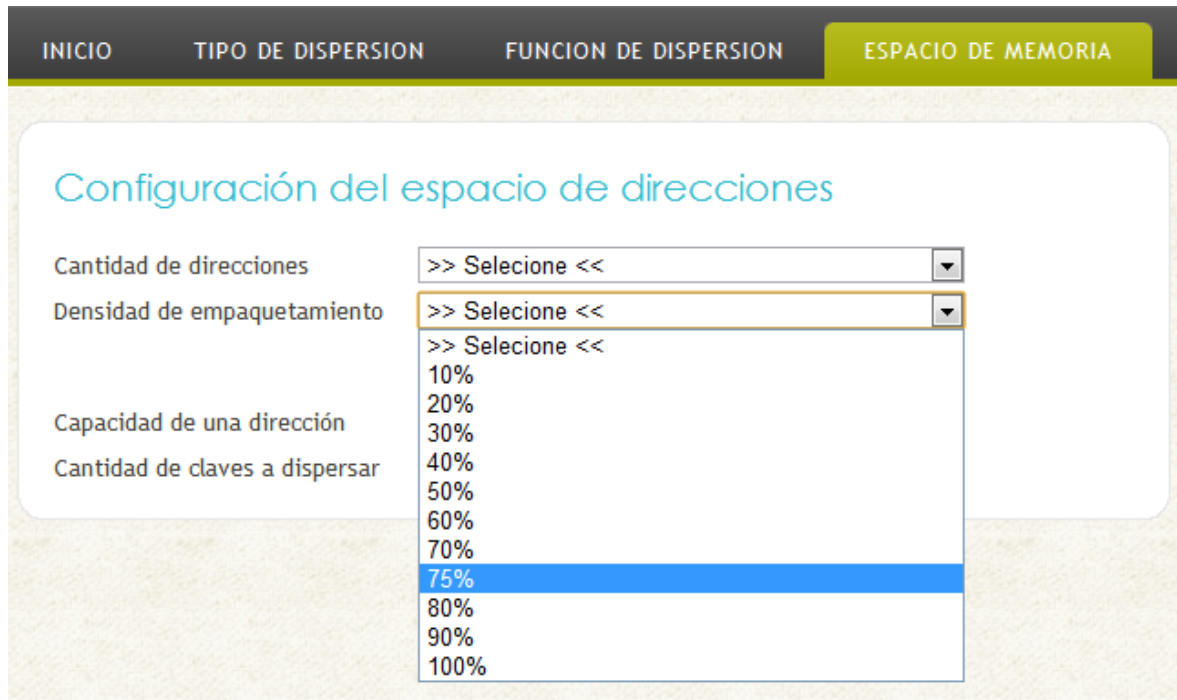 INICIO TIPO DE DISPERSION FUNCION DE DISPERSION ESPACIO DE MEMORIA
Configuración del espacio de direcciones
Cantidad de direcciones >> Selecione <<
Densidad de empaquetamiento >> Selecione <<
>> Selecione <<
10%
20%
30%
40%
50%
60%
70%
75%
80%
90%
100%
Capacidad de una dirección
Cantidad de claves a dispersar